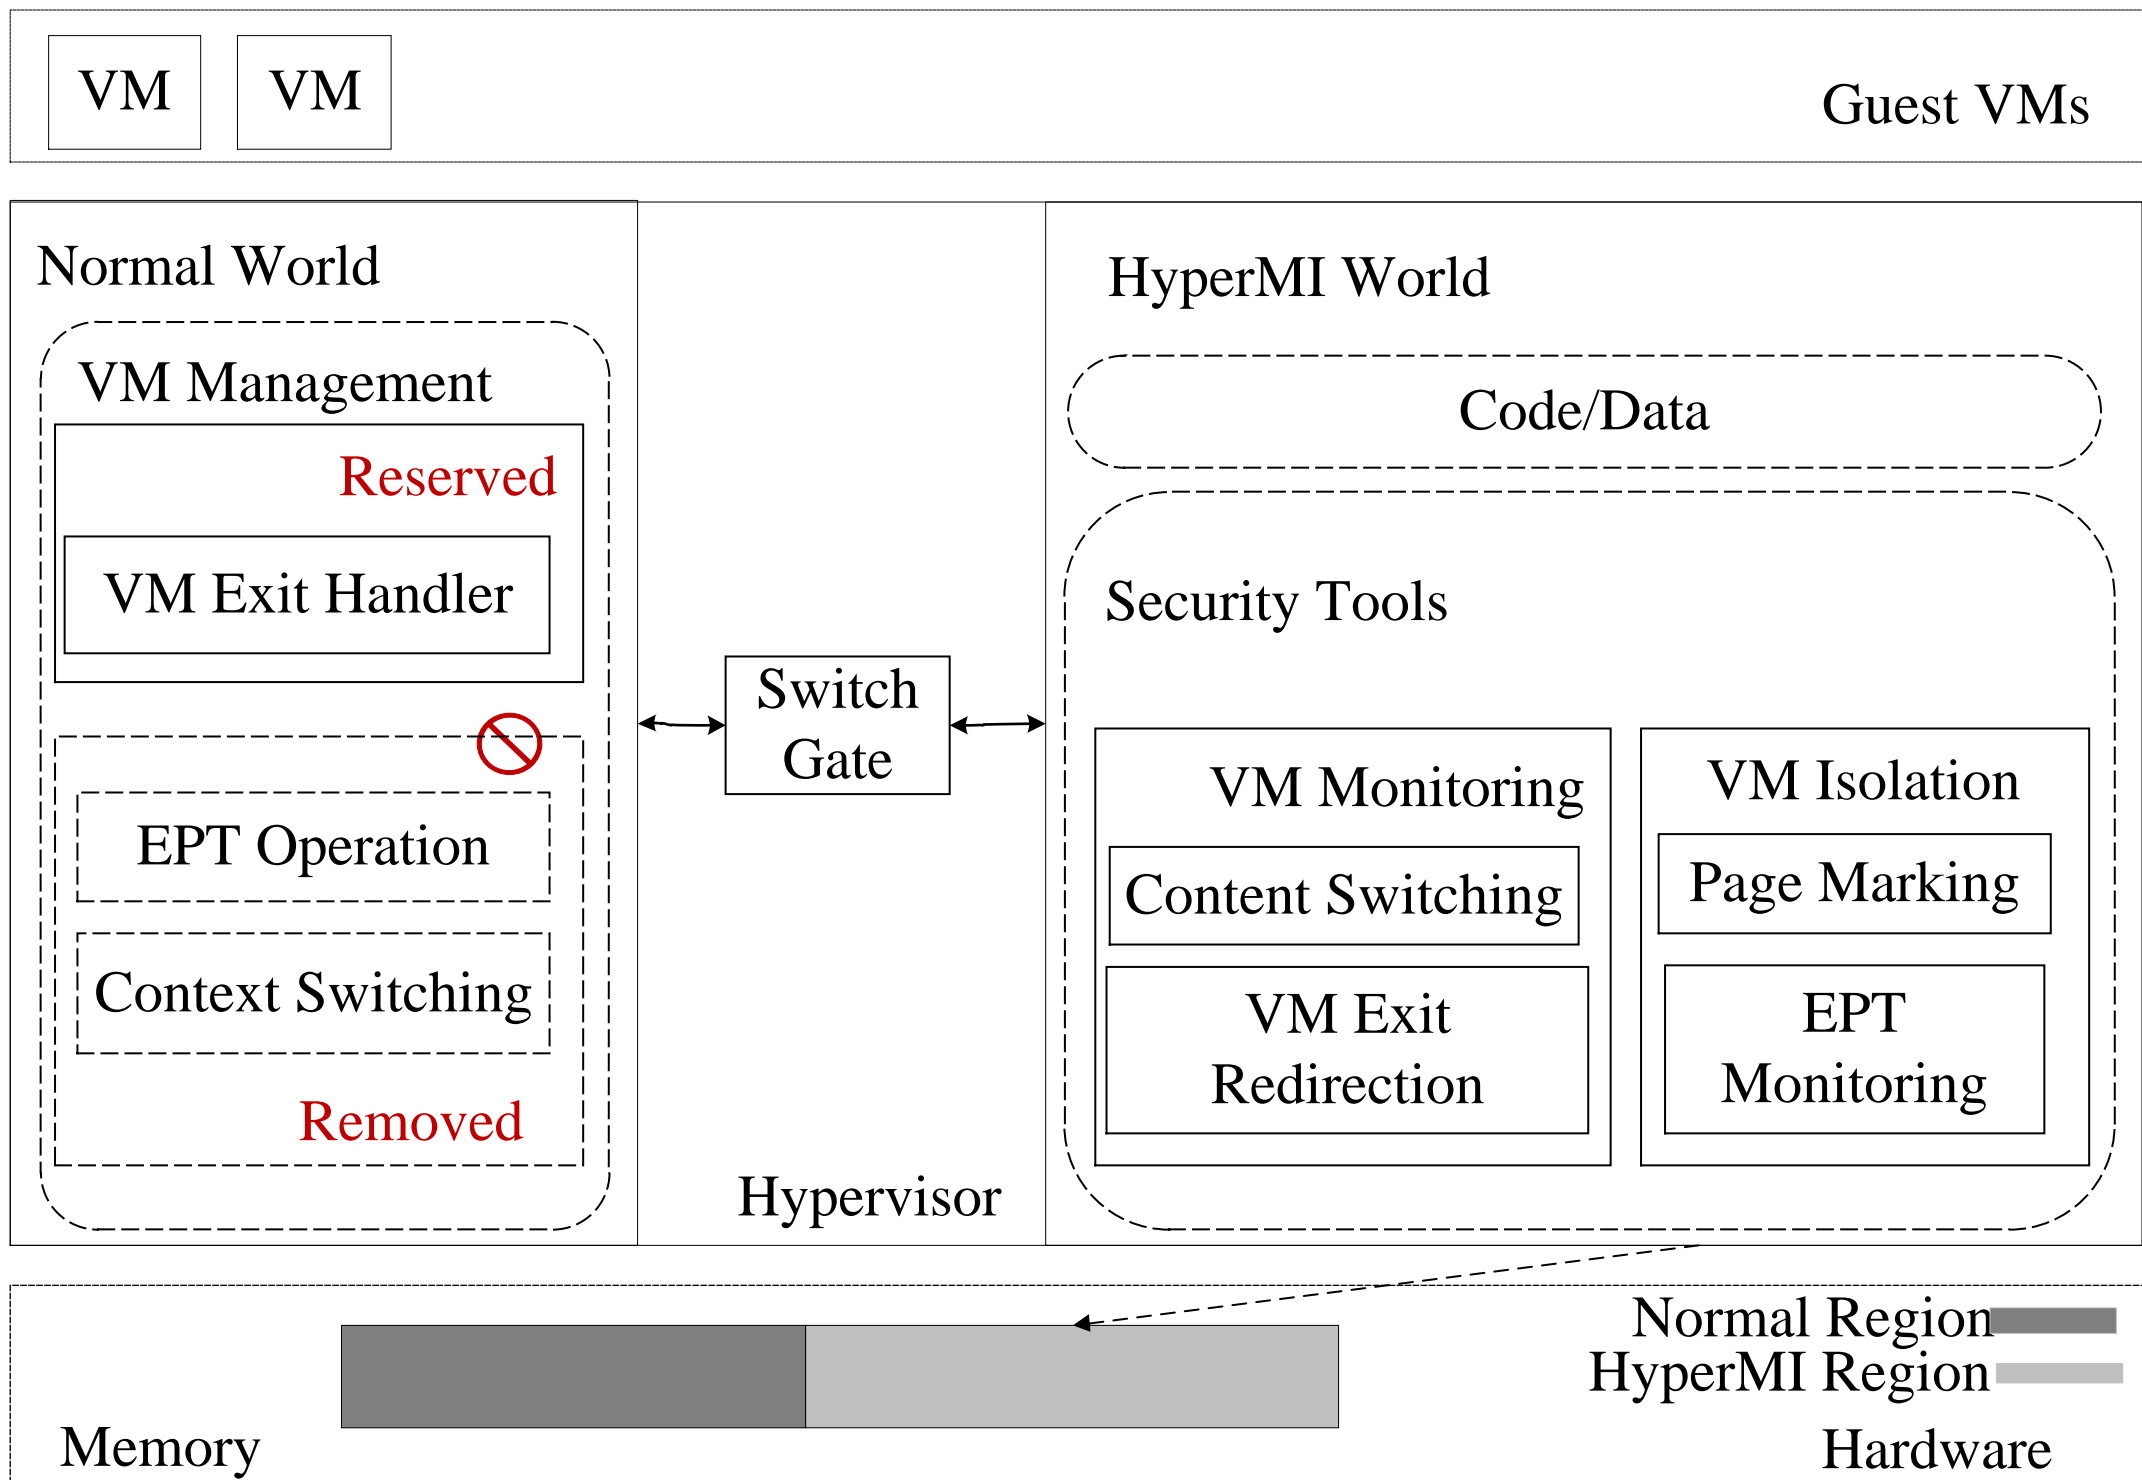 VM
VM
Guest VMs
Normal World
VM Management
Reserved
VM Exit Handler
EPT Operation
Context Switching
Removed
Switch
Gate
Hypervisor
HyperMI World
Code/Data
Security Tools
VM Monitoring
Content Switching
VM Exit
Redirection
VM Isolation
Page Marking
EPT
Monitoring
Normal Region
HyperMI Region
Memory
Hardware